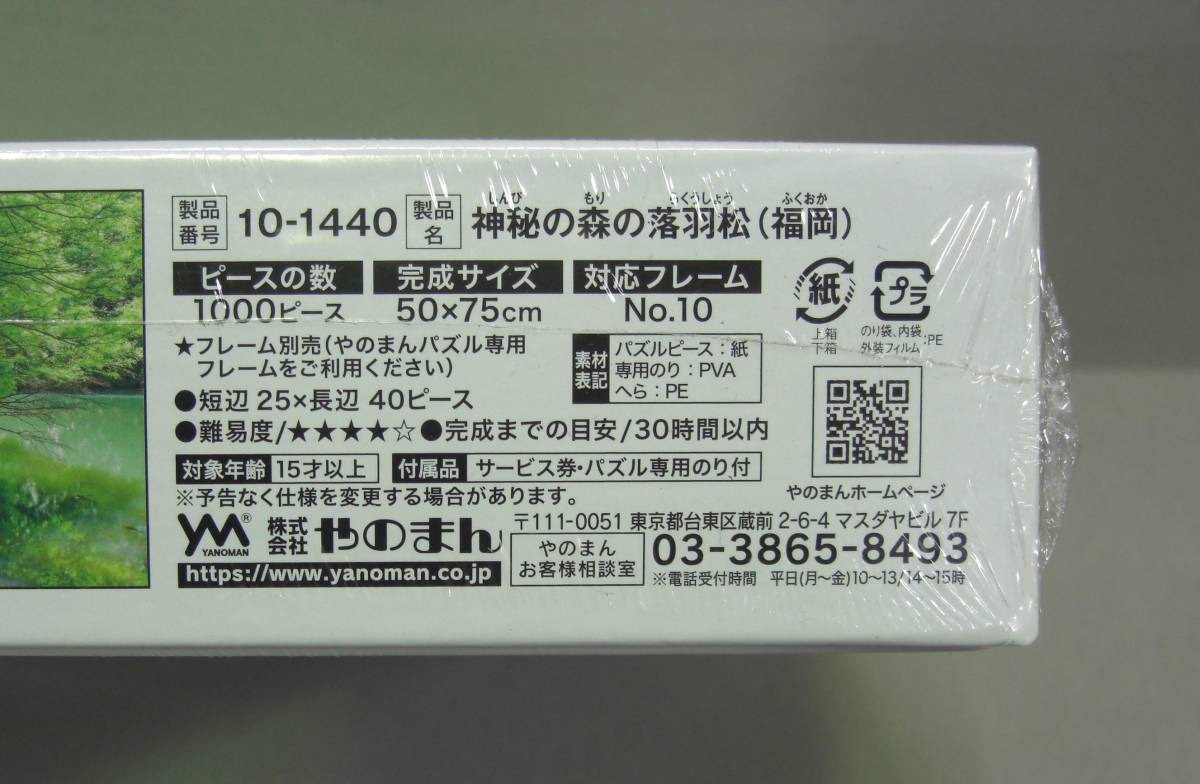 製品番号 10-1440 製品名 神秘の森の落羽松(福岡)
しんぴ もり らくうしょう ふくおか
ピースの数 完成サイズ 対応フレーム
1000ピース 50×75cm No.10
★フレーム別売(やのまんパズル専用
フレームをご利用ください)
素材表記
パズルピース:紙
専用のり:PVA
へら:PE
●短辺 25×長辺 40ピース
●難易度/★★★★☆ ●完成までの目安/30時間以内
対象年齢 15才以上 付属品 サービス券・パズル専用のり付
※予告なく仕様を変更する場合があります。
紙
上箱
下箱
プラ
のり袋、内袋
外装フィルム :PE
やのまんホームページ
YM® YANOMAN 株式会社 やのまん
https://www.yanoman.co.jp
〒111-0051 東京都台東区蔵前 2-6-4 マスダヤビル 7F
やのまん
お客様相談室
03-3865-8493
※電話受付時間 平日(月〜金)10〜13/14〜15時